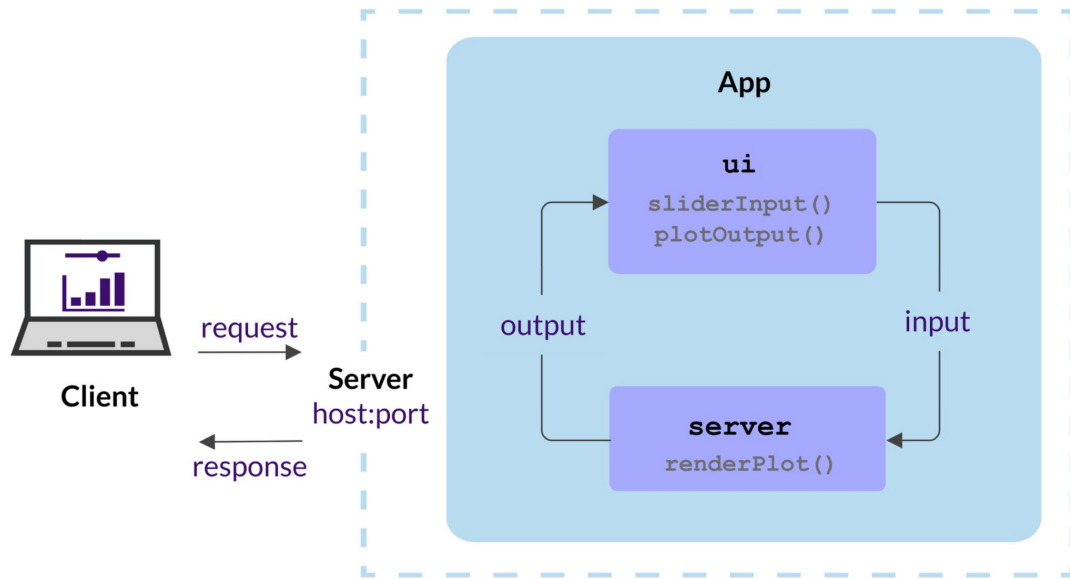 App
ui
sliderInput()
plotOutput()
output
input
request
Client
Server
host:port
response
server
renderPlot()